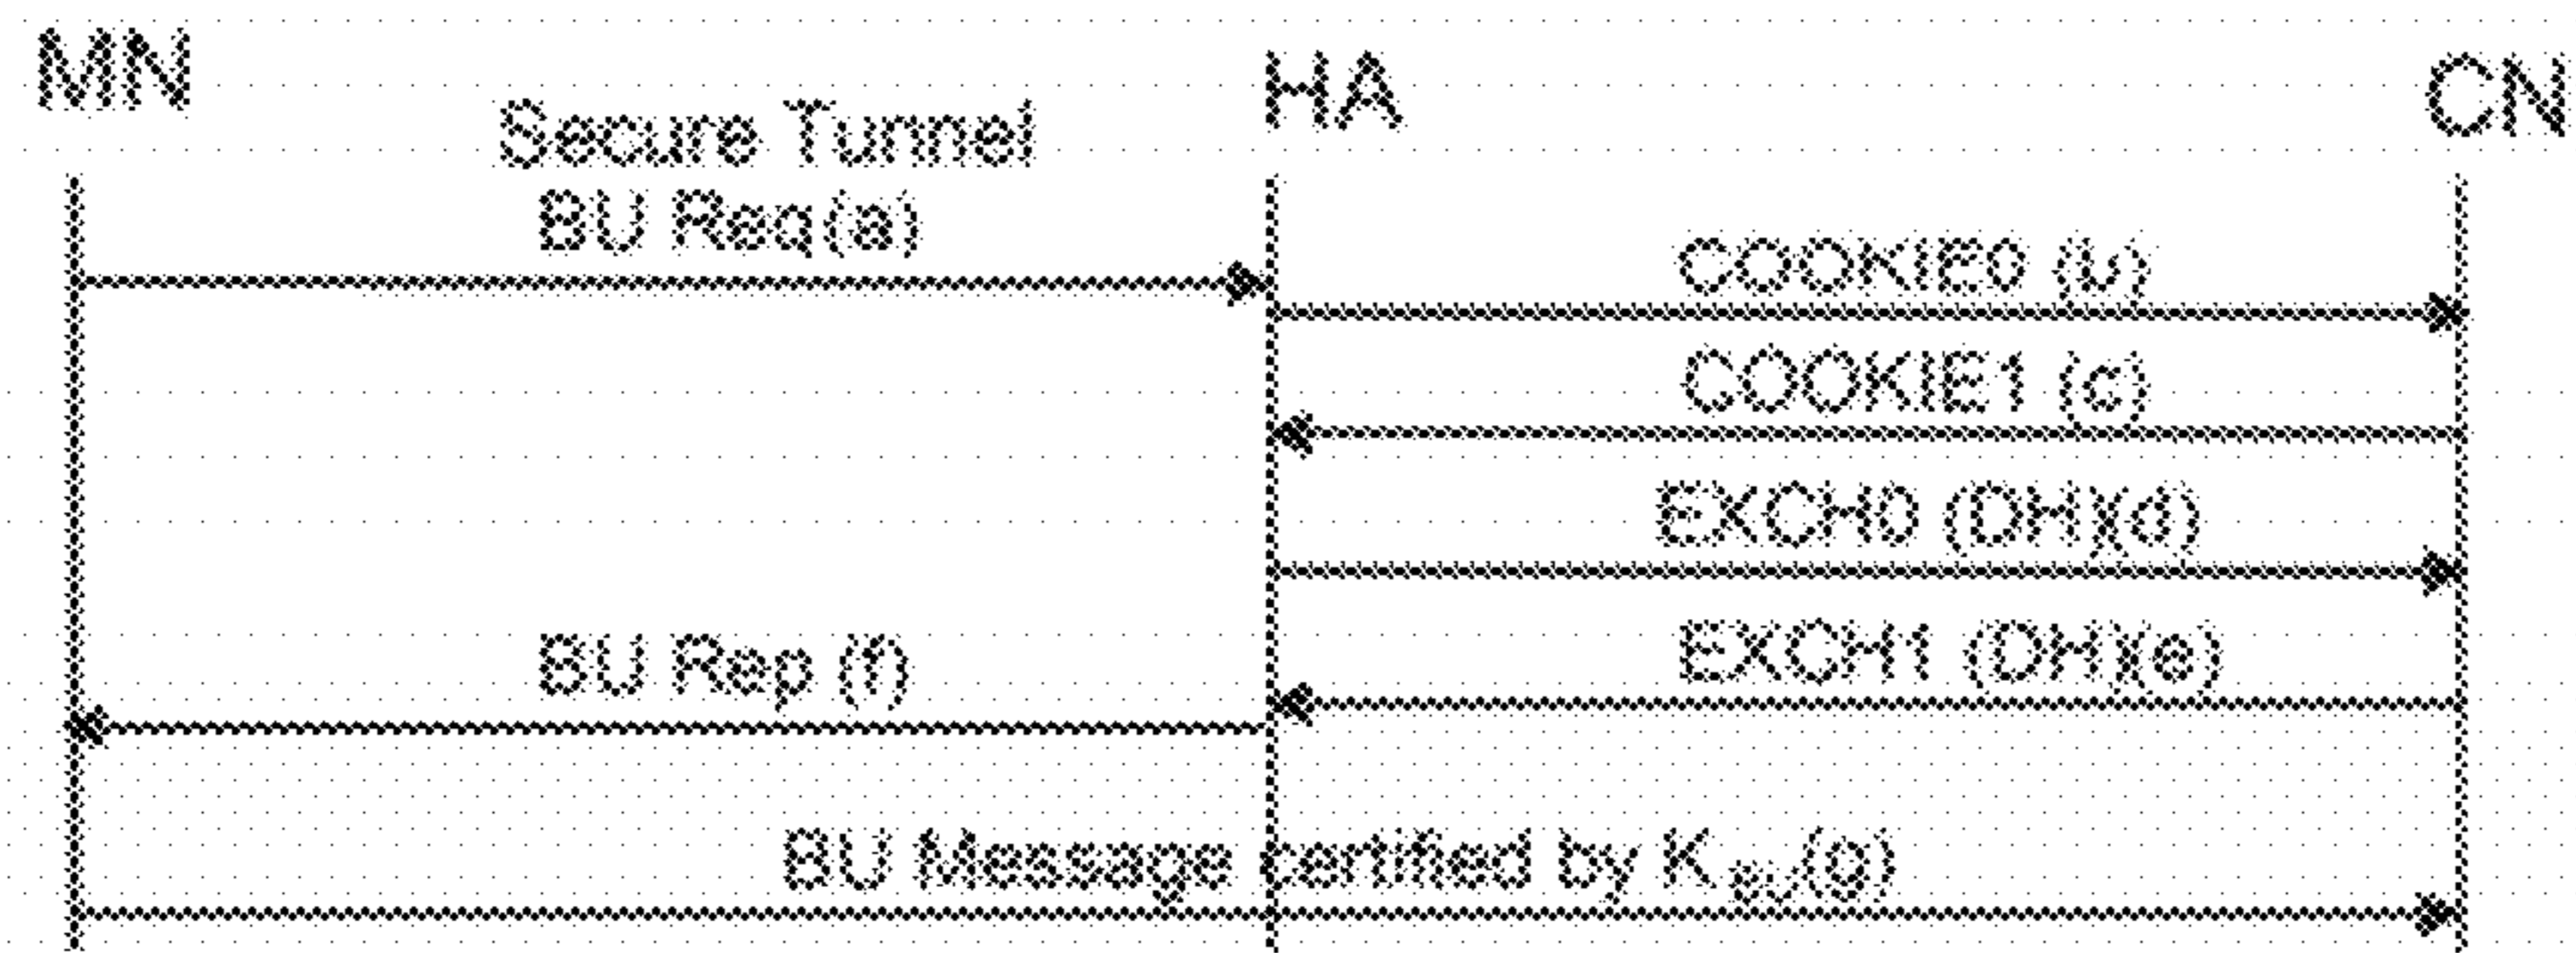 MN HA CN
Secure Tunnel
BU Req(a)
COOKIE0 (b)
COOKIE1 (c)
EXCH0 (DH)(d)
EXCH1 (DH)(e)
BU Rep (f)
BU Message certified by K BU(g)